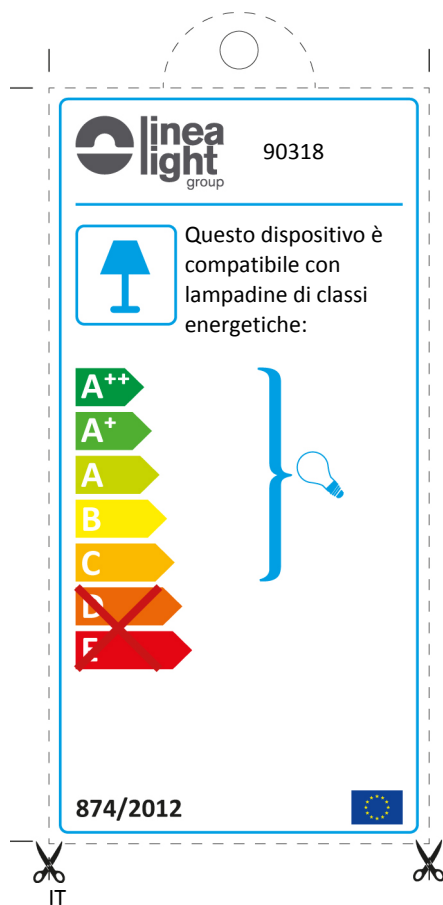 linea
light
group
90318
Questo dispositivo è
compatibile con
lampadine di classi
energetiche:
A++
A+
A
B
C
D
E
874/2012
IT